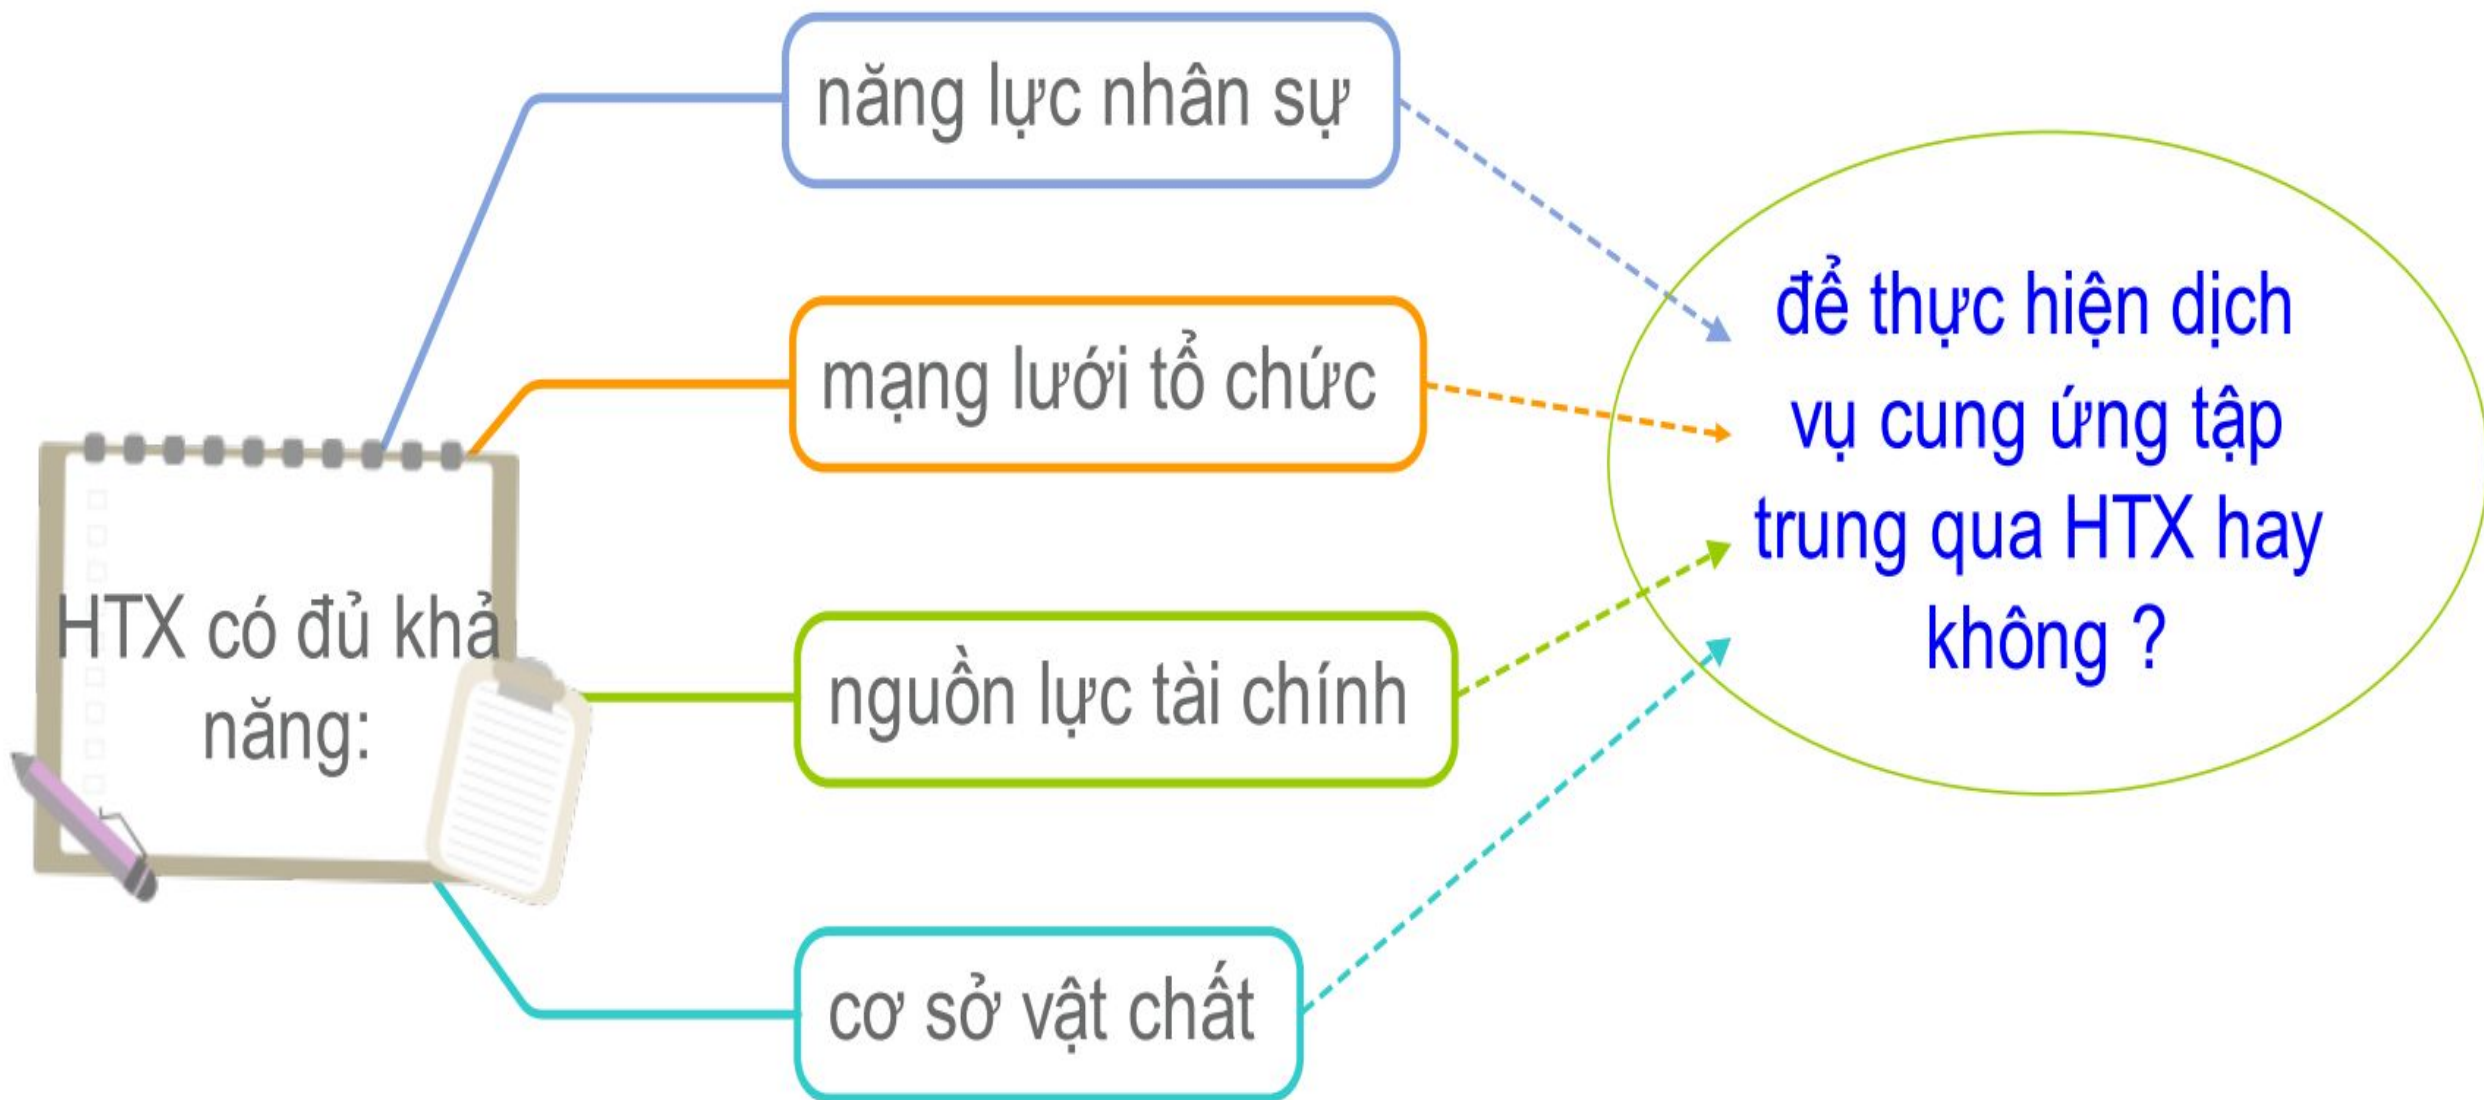 HTX có đủ khả
năng:
năng lực nhân sự
mạng lưới tổ chức
nguồn lực tài chính
cơ sở vật chất
để thực hiện dịch
vụ cung ứng tập
trung qua HTX hay
không ?